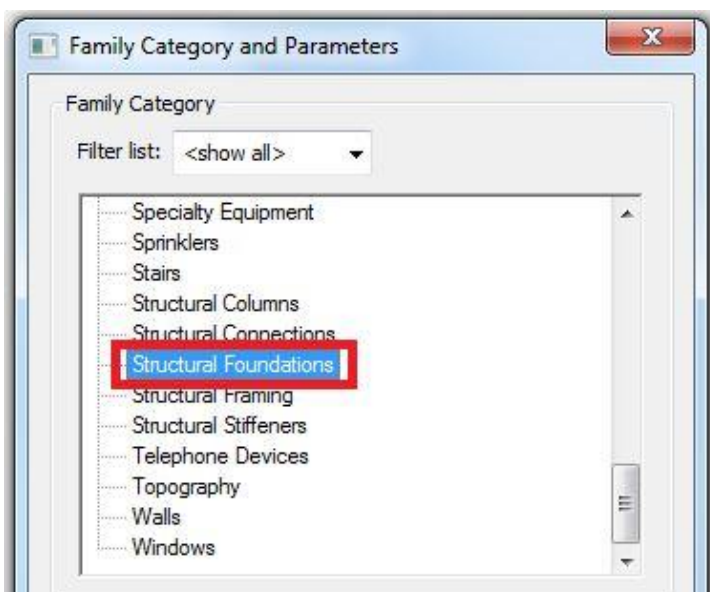 Family Category and Parameters
Family Category
Filter list: <show all>
Specialty Equipment
Sprinklers
Stairs
Structural Columns
Structural Connections
Structural Foundations
Structural Framing
Structural Stiffeners
Telephone Devices
Topography
Walls
Windows